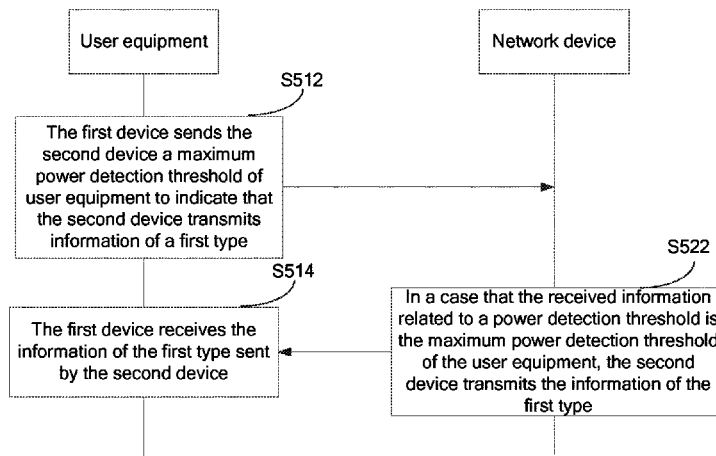 User equipment
Network device
S512
The first device sends the
second device a maximum
power detection threshold of
user equipment to indicate that
the second device transmits
information of a first type
S522
S514
In a case that the received information
related to a power detection threshold is
the maximum power detection threshold
of the user equipment, the second
device transmits the information of the
first type
The first device receives the
information of the first type sent
by the second device